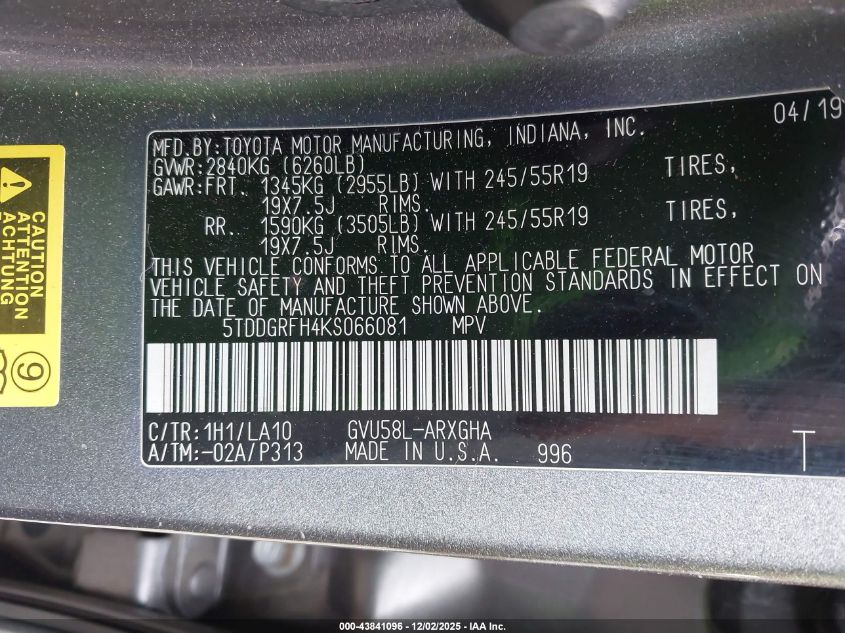 04/19
MFD.BY:TOYOTA MOTOR MANUFACTURING, INDIANA, INC.
GVWR:2840KG (6260LB)
GAWR:FRT. 1345KG (2955LB) WITH 245/55R19 TIRES,
19X7.5J RIMS.
RR. 1590KG (3505LB) WITH 245/55R19 TIRES,
19X7.5J RIMS.
THIS VEHICLE CONFORMS TO ALL APPLICABLE FEDERAL MOTOR
VEHICLE SAFETY AND THEFT PREVENTION STANDARDS IN EFFECT ON
THE DATE OF MANUFACTURE SHOWN ABOVE.
5TDDGRFH4KS066081 MPV
C/TR:1H1/LA10 GVU58L-ARXGHA
A/TM:-02A/P313 MADE IN U.S.A. 996 T
CAUTION
ATTENTION
ACHTUNG
9
000-43841096 - 12/02/2025 - IAA Inc.